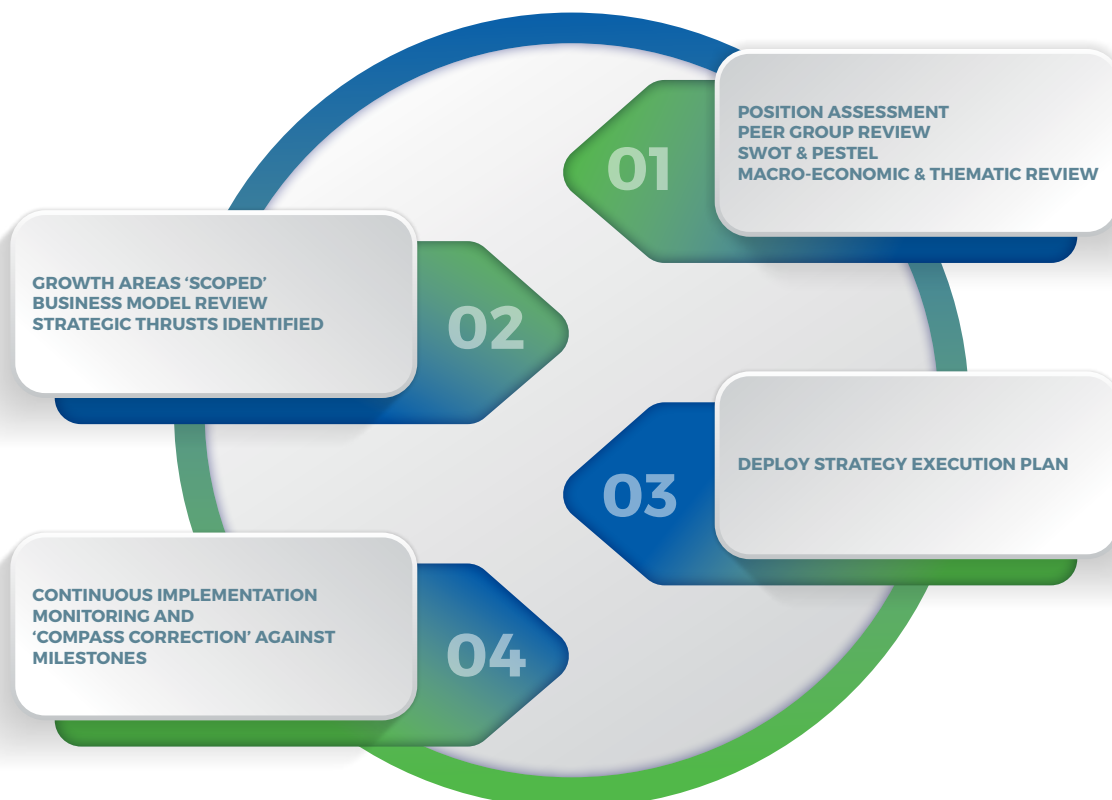 01
POSITION ASSESSMENT
PEER GROUP REVIEW
SWOT & PESTEL
MACRO-ECONOMIC & THEMATIC REVIEW
GROWTH AREAS ‘SCOPED’
BUSINESS MODEL REVIEW
STRATEGIC THRUSTS IDENTIFIED
02
03
DEPLOY STRATEGY EXECUTION PLAN
CONTINUOUS IMPLEMENTATION
MONITORING AND
‘COMPASS CORRECTION’ AGAINST
MILESTONES
04